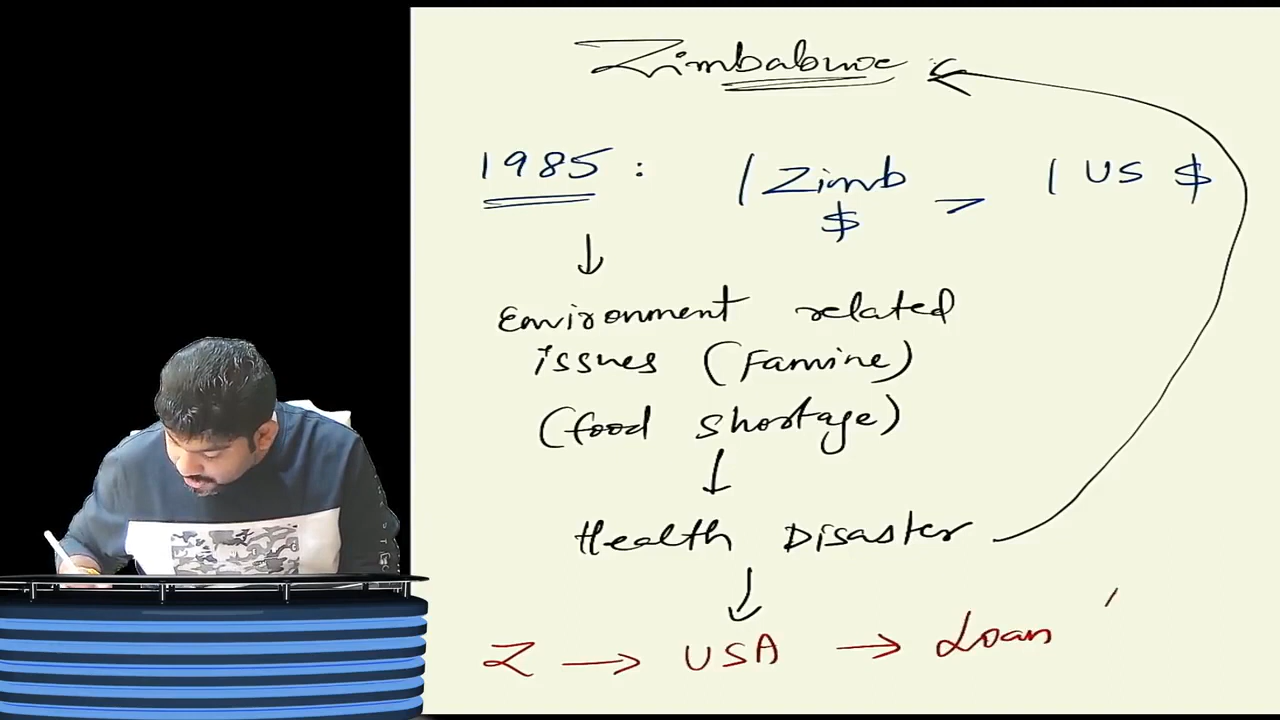 Zimbabwe
1985 : 1 Zimb $ > 1 US $
Environment related
issues (Famine)
(food shortage)
Health Disaster
Z → USA → Loan